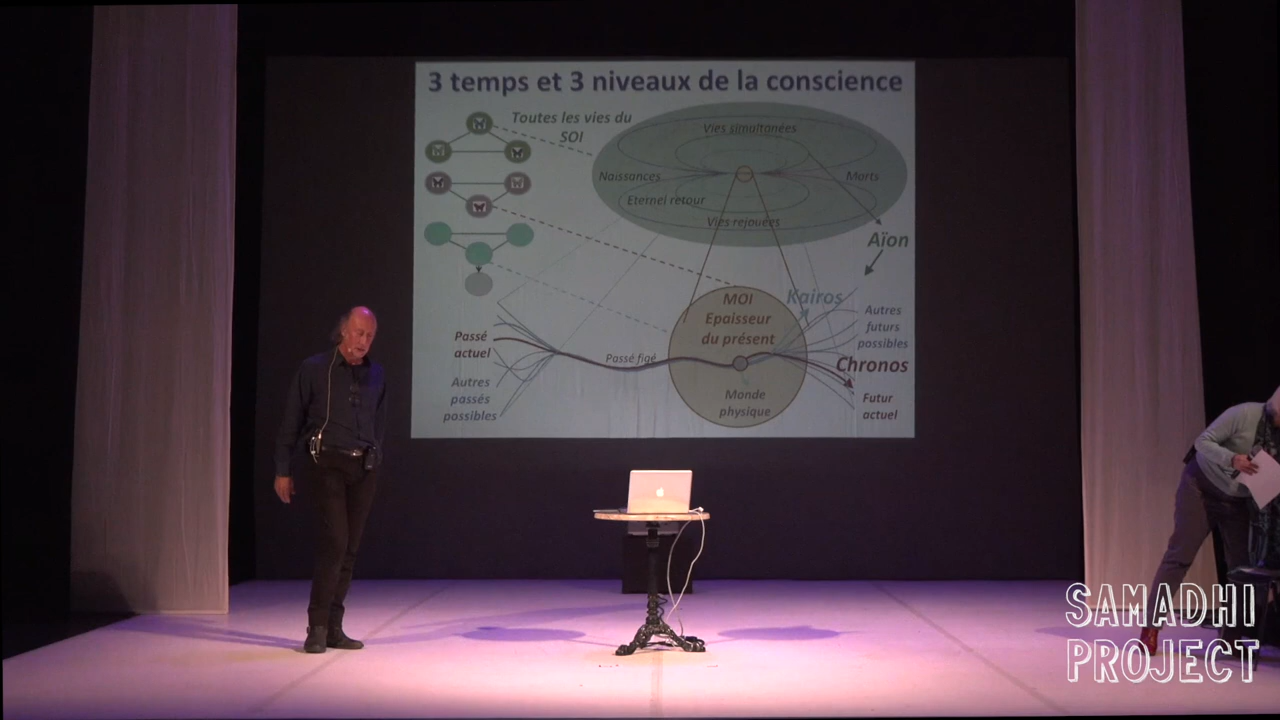 3 temps et 3 niveaux de la conscience
Toutes les vies du
SOI
Vies simultanées
Naissances
Morts
Eternel retour
Vies rejouées
Aïon
MOI
Epaisseur
du présent
Kairos
Autres
futurs
possibles
Passé
actuel
Passé figé
Chronos
Autres
passés
possibles
Monde
physique
Futur
actuel
SAMADHI
PROJECT